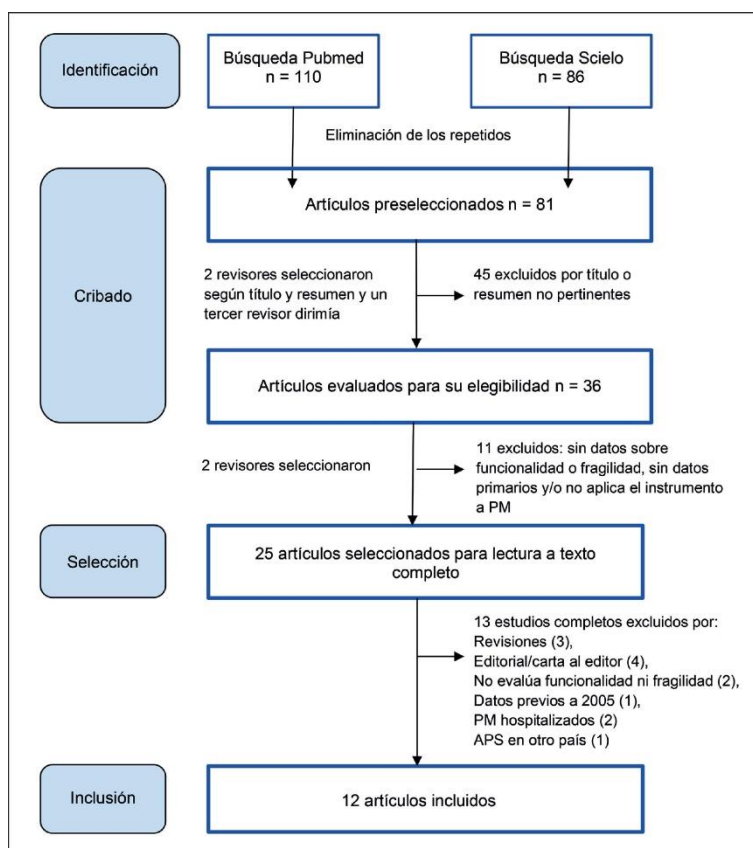 Identificación
Búsqueda Pubmed
n = 110
Búsqueda Scielo
n = 86
Eliminación de los repetidos
Cribado
Artículos preseleccionados n = 81
2 revisores seleccionaron
según título y resumen y un
tercer revisor dirimía
45 excluidos por título o
resumen no pertinentes
Artículos evaluados para su elegibilidad n = 36
2 revisores seleccionaron
11 excluidos: sin datos sobre
funcionalidad o fragilidad, sin datos
primarios y/o no aplica el instrumento
a PM
Selección
25 artículos seleccionados para lectura a texto
completo
13 estudios completos excluidos por:
Revisiones (3),
Editorial/carta al editor (4),
No evalúa funcionalidad ni fragilidad (2),
Datos previos a 2005 (1),
PM hospitalizados (2)
APS en otro país (1)
Inclusión
12 artículos incluidos